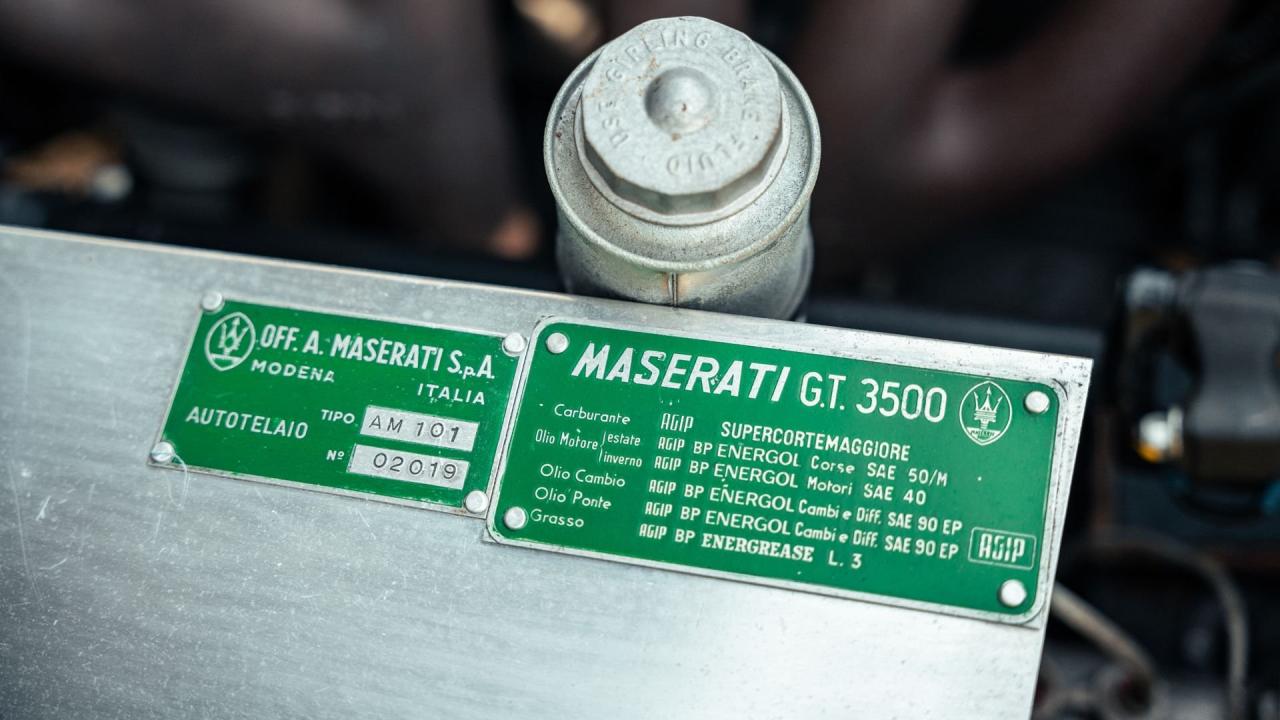 USE GIRLING BRAKE FLUID
OFF. A. MASERATI S.p.A.
MODENA
ITALIA
AUTOTELAIO
TIPO AM 101
Nº 02019
MASERATI G.T. 3500
MASERATI
Carburante AGIP SUPERCORTEMAGGIORE
Olio Motore estate AGIP BP ENERGOL Corse SAE 50/M
inverno AGIP BP ENERGOL Motori SAE 40
Olio Cambio AGIP BP ENERGOL Cambi e Diff. SAE 90 EP
Olio Ponte AGIP BP ENERGOL Cambi e Diff. SAE 90 EP
Grasso AGIP BP ENERGREASE L. 3
AGIP